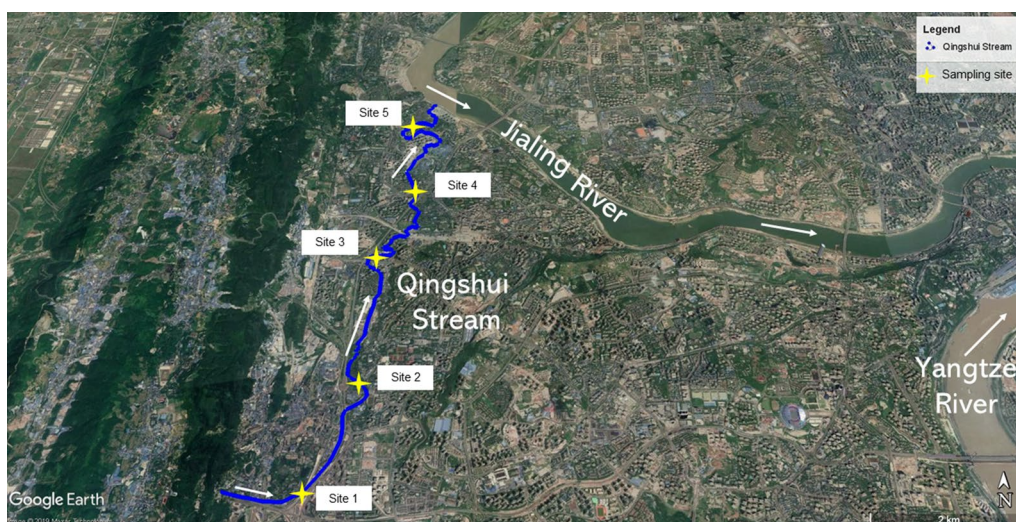 Legend
Qingshui Stream
Sampling site
Site 5
Jialing River
Site 4
Site 3
Qingshui
Stream
Site 2
Yangtze
River
Site 1
Google Earth
N
2 km